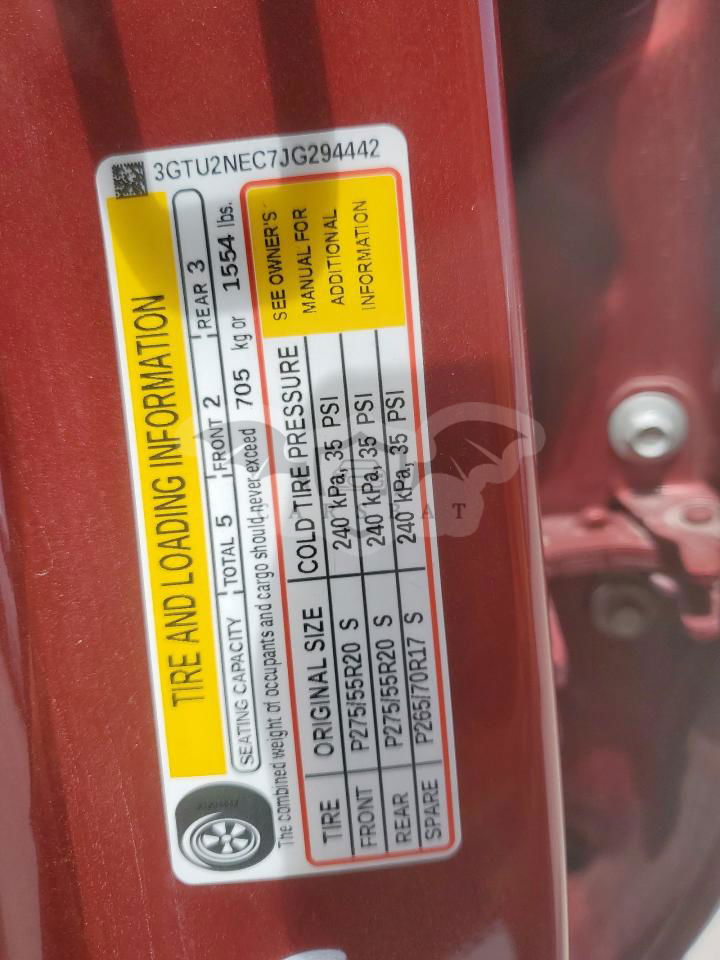 3GTU2NEC7JG294442
TIRE AND LOADING INFORMATION
SEATING CAPACITY TOTAL 5 FRONT 2 REAR 3
The combined weight of occupants and cargo should never exceed 705 kg or 1554 lbs.
TIRE ORIGINAL SIZE COLD TIRE PRESSURE
FRONT P275/55R20 S 240 kPa, 35 PSI
REAR P275/55R20 S 240 kPa, 35 PSI
SPARE P265/70R17 S 240 kPa, 35 PSI
SEE OWNER'S
MANUAL FOR
ADDITIONAL
INFORMATION